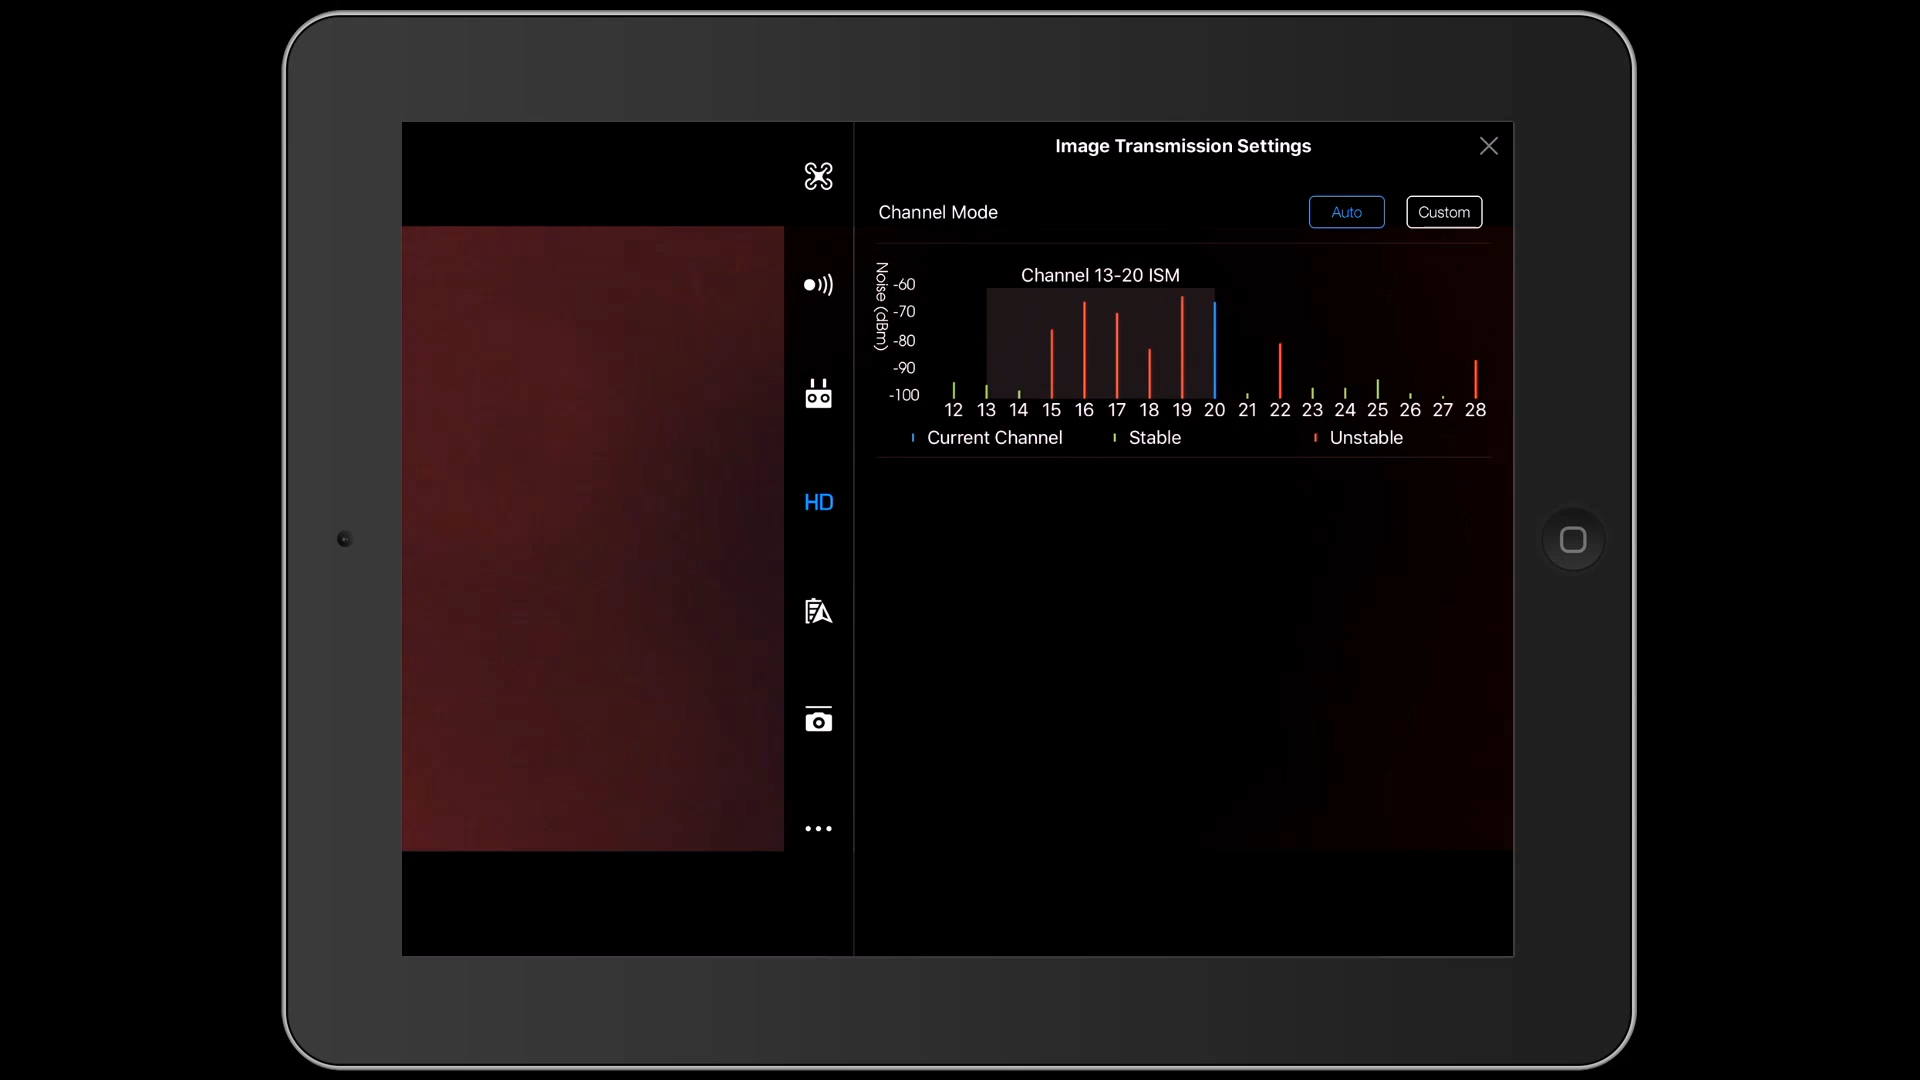 Image Transmission Settings
Channel Mode
Auto
Custom
Channel 13-20 ISM
Noise (dBm)
-60
-70
-80
-90
-100
12 13 14 15 16 17 18 19 20 21 22 23 24 25 26 27 28
Current Channel
Stable
Unstable
HD